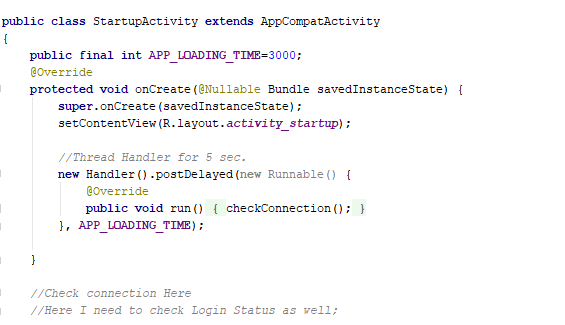 public class StartupActivity extends AppCompatActivity
{
    public final int APP_LOADING_TIME=3000;
    @Override
    protected void onCreate(@Nullable Bundle savedInstanceState) {
        super.onCreate(savedInstanceState);
        setContentView(R.layout.activity_startup);

        //Thread Handler for 5 sec.
        new Handler().postDelayed(new Runnable() {
            @Override
            public void run() { checkConnection(); }
        }, APP_LOADING_TIME);

    }

    //Check connection Here
    //Here I need to check Login Status as well;